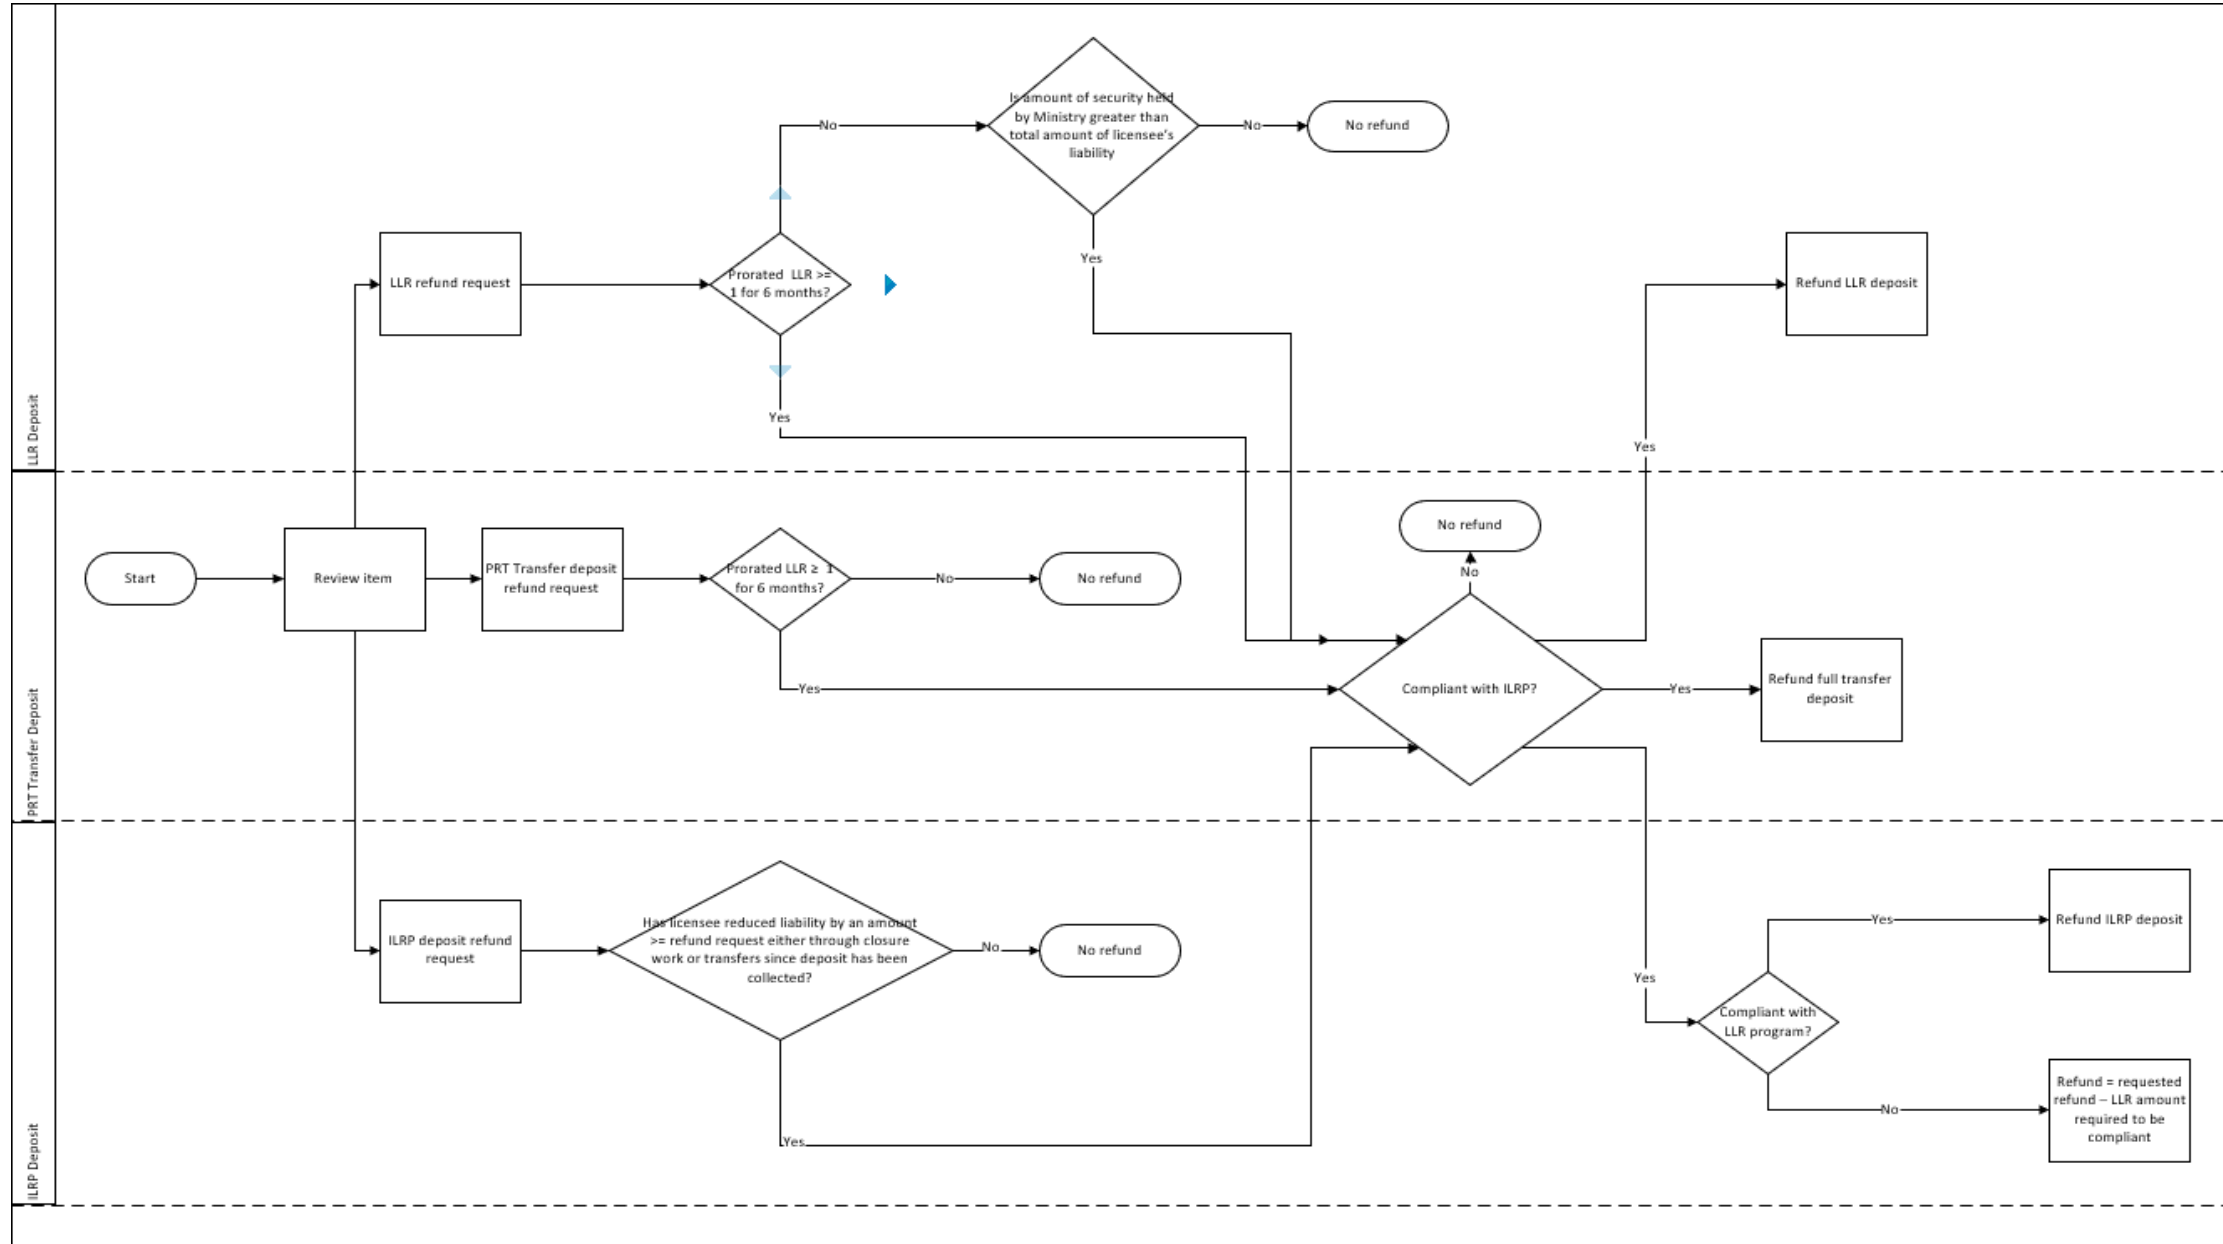 LLR Deposit
Is amount of security held
by Ministry greater than
total amount of licensee's
liability
No
No
No refund
Yes
LLR refund request
Prorated LLR >=
1 for 6 months?
Refund LLR deposit
Yes
Yes
PRT Transfer Deposit
Start
Review item
PRT Transfer deposit
refund request
Prorated LLR ≥ 1
for 6 months?
No
No refund
Yes
No refund
No
Compliant with ILRP?
Yes
Refund full transfer
deposit
ILRP Deposit
ILRP deposit refund
request
Has licensee reduced liability by an amount
>= refund request either through closure
work or transfers since deposit has been
collected?
No
No refund
Yes
Yes
Compliant with
LLR program?
Yes
Refund ILRP deposit
No
Refund = requested
refund – LLR amount
required to be
compliant